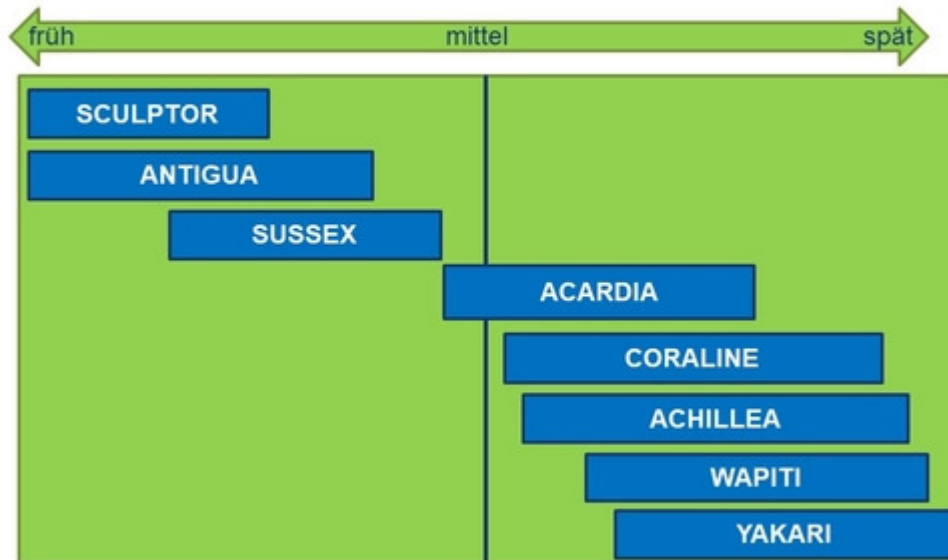 früh mittel spät
SCULPTOR
ANTIGUA
SUSSEX
ACARDIA
CORALINE
ACHILLEA
WAPITI
YAKARI